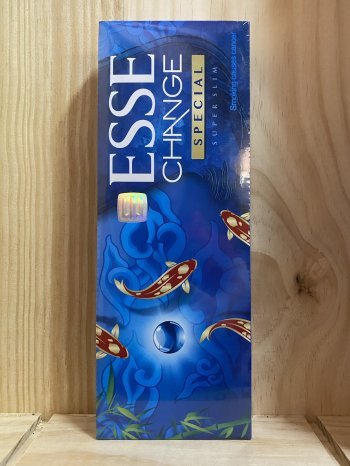 ESSE
CHANGE
SPECIAL
SUPER SLIM
Smoking causes cancer